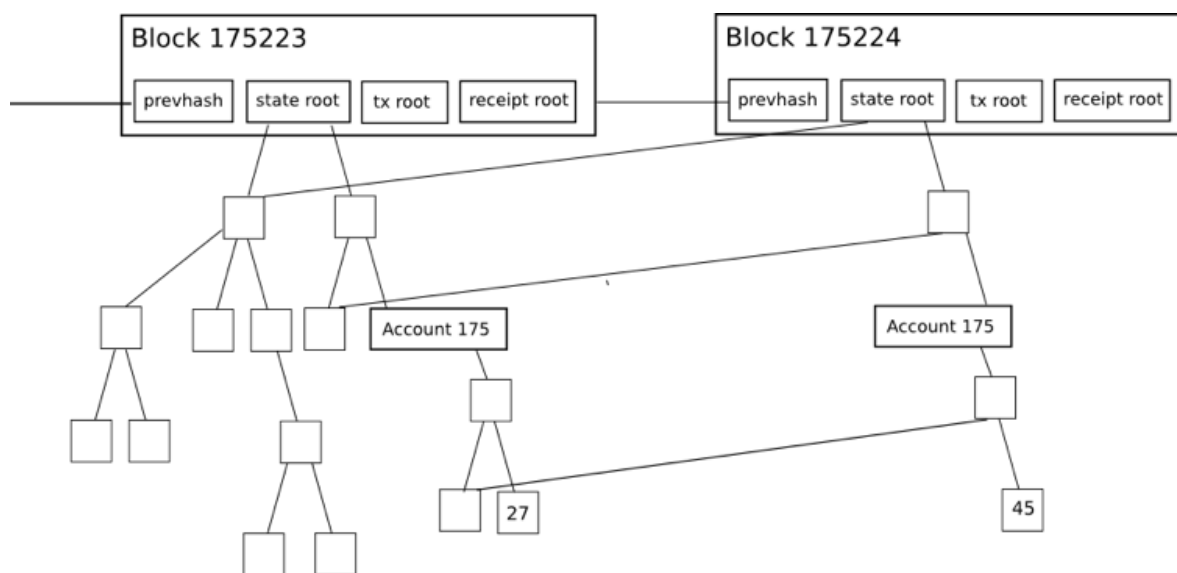 Block 175223
prevhash state root tx root receipt root
Block 175224
prevhash state root tx root receipt root
Account 175
Account 175
27
45